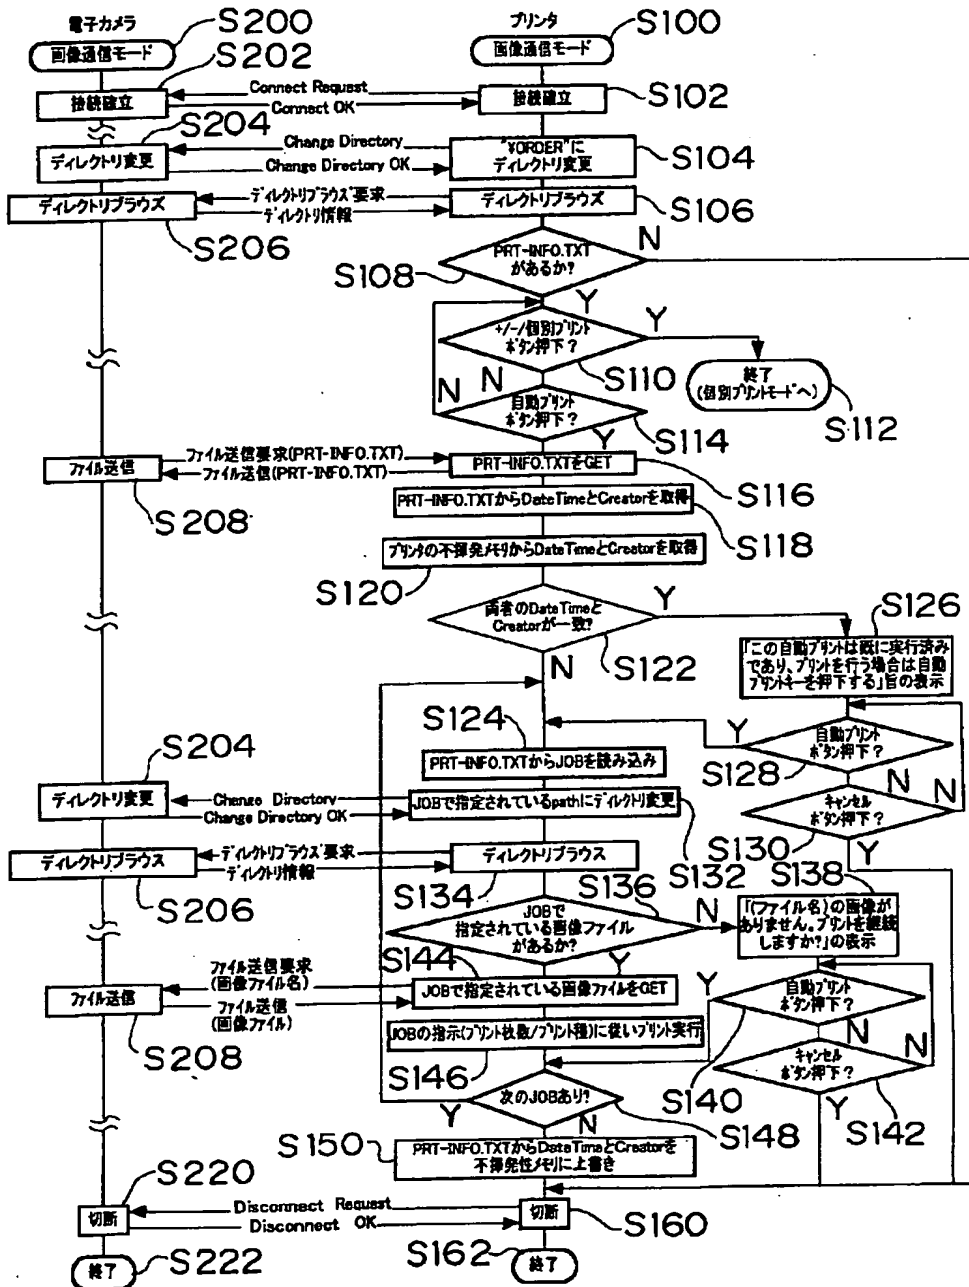 電子カメラ
プリンタ
画像通信モード
S200
画像通信モード
S100
S202
接続確立
Connect Request
Connect OK
接続確立
S102
S204
ディレクトリ変更
Change Directory
Change Directory OK
"¥ORDER"に
ディレクトリ変更
S104
ディレクトリブラウズ
ディレクトリブラウズ要求
ディレクトリ情報
ディレクトリブラウズ
S106
S206
PRT-INFO.TXT
があるか?
N
S108
Y
+/-/個別プリント
ボタン押下?
Y
S110
終了
(個別プリントモードへ)
S112
N
N
自動プリント
ボタン押下?
S114
Y
ファイル送信
ファイル送信要求(PRT-INFO.TXT)
ファイル送信(PRT-INFO.TXT)
PRT-INFO.TXTをGET
S116
S208
PRT-INFO.TXTからDateTimeとCreatorを取得
S118
プリンタの不揮発メモリからDateTimeとCreatorを取得
S120
両者のDateTimeと
Creatorが一致?
Y
S122
N
S126
「この自動プリントは既に実行済み
であり、プリントを行う場合は自動
プリントキーを押下する」旨の表示
S124
PRT-INFO.TXTからJOBを読み込み
Y
自動プリント
ボタン押下?
S128
N
N
キャンセル
ボタン押下?
S130
Y
S204
ディレクトリ変更
Change Directory
Change Directory OK
JOBで指定されているpathにディレクトリ変更
S132
ディレクトリブラウス
ディレクトリブラウズ要求
ディレクトリ情報
ディレクトリブラウス
S134
S206
S136
JOBで
指定されている画像ファイル
があるか?
N
Y
S138
「(ファイル名)の画像が
ありません。プリントを継続
しますか?」の表示
S144
ファイル送信
ファイル送信要求
(画像ファイル名)
ファイル送信
(画像ファイル)
JOBで指定されている画像ファイルをGET
S208
Y
自動プリント
ボタン押下?
S140
N
N
キャンセル
ボタン押下?
S142
Y
JOBの指示(プリント枚数/プリント種)に従いプリント実行
S146
次のJOBあり?
S148
Y
N
S150
PRT-INFO.TXTからDateTimeとCreatorを
不揮発性メモリに上書き
S220
切断
Disconnect Request
Disconnect OK
切断
S160
終了
S222
S162
終了